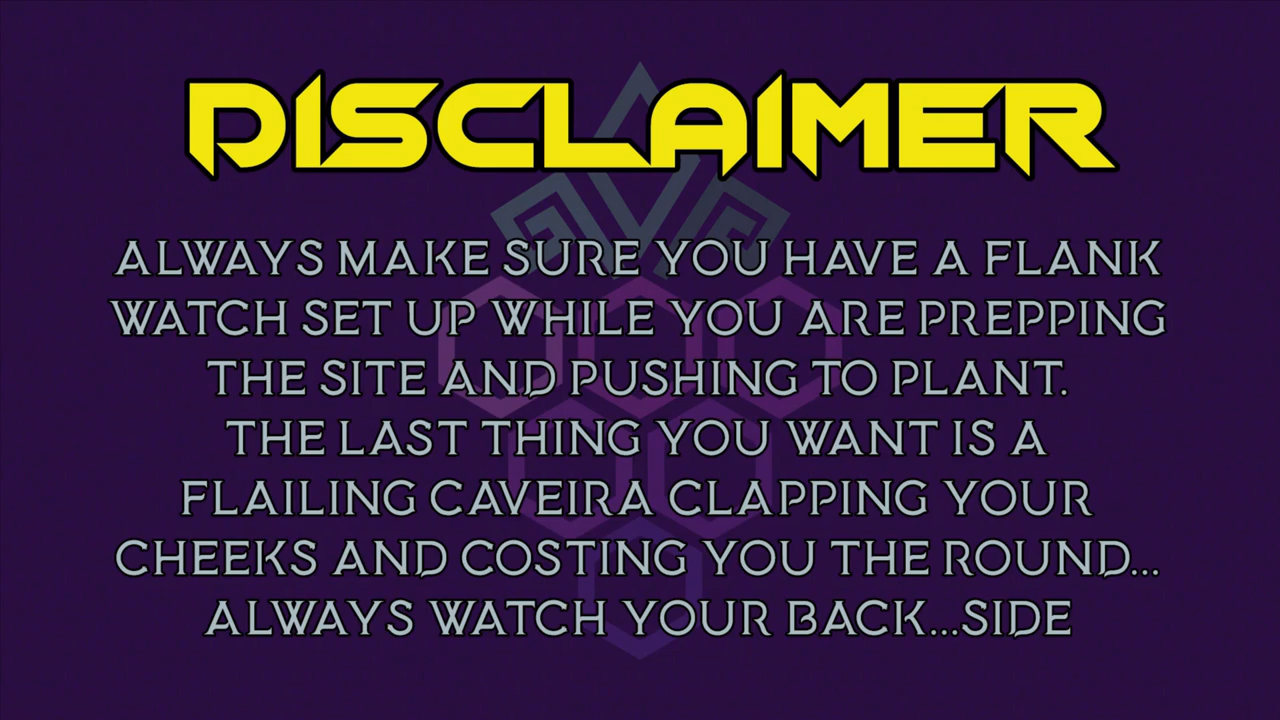 DISCLAIMER
ALWAYS MAKE SURE YOU HAVE A FLANK
WATCH SET UP WHILE YOU ARE PREPPING
THE SITE AND PUSHING TO PLANT.
THE LAST THING YOU WANT IS A
FLAILING CAVEIRA CLAPPING YOUR
CHEEKS AND COSTING YOU THE ROUND...
ALWAYS WATCH YOUR BACK...SIDE